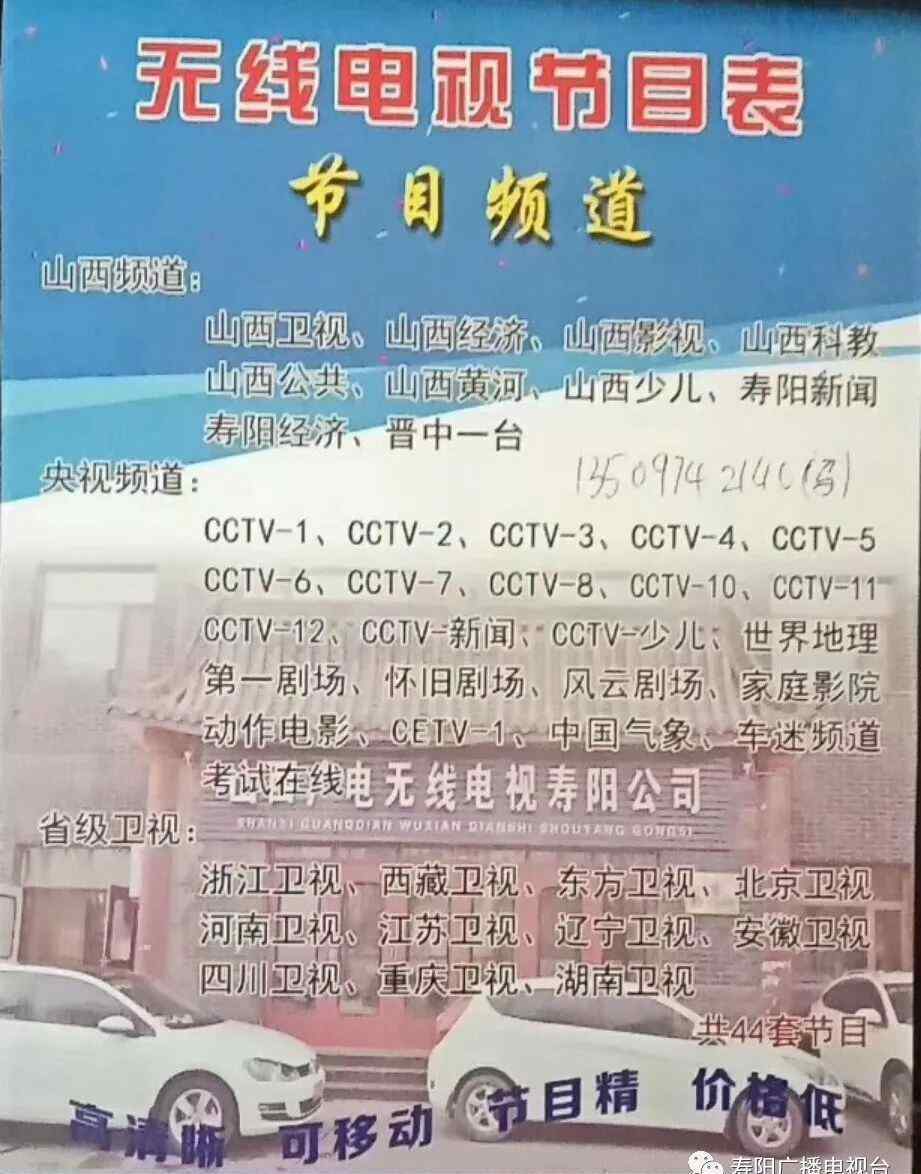 无线电视节目表
节目频道
山西频道：
山西卫视、山西经济、山西影视、山西科教
山西公共、山西黄河、山西少儿、寿阳新闻
寿阳经济、晋中一台
央视频道：
CCTV-1、CCTV-2、CCTV-3、CCTV-4、CCTV-5
CCTV-6、CCTV-7、CCTV-8、CCTV-10、CCTV-11
CCTV-12、CCTV-新闻、CCTV-少儿、世界地理
第一剧场、怀旧剧场、风云剧场、家庭影院
动作电影、CETV-1、中国气象、车迷频道
考试在线
电无线电视寿阳公司
SHANXI GUANGDIAN WUXIAN DIANSHI SHOUYANG GONGSI
省级卫视：
浙江卫视、西藏卫视、东方卫视、北京卫视
河南卫视、江苏卫视、辽宁卫视、安徽卫视
四川卫视、重庆卫视、湖南卫视
共44套节目
高清晰 可移动 节目精 价格低
寿阳广播电视台